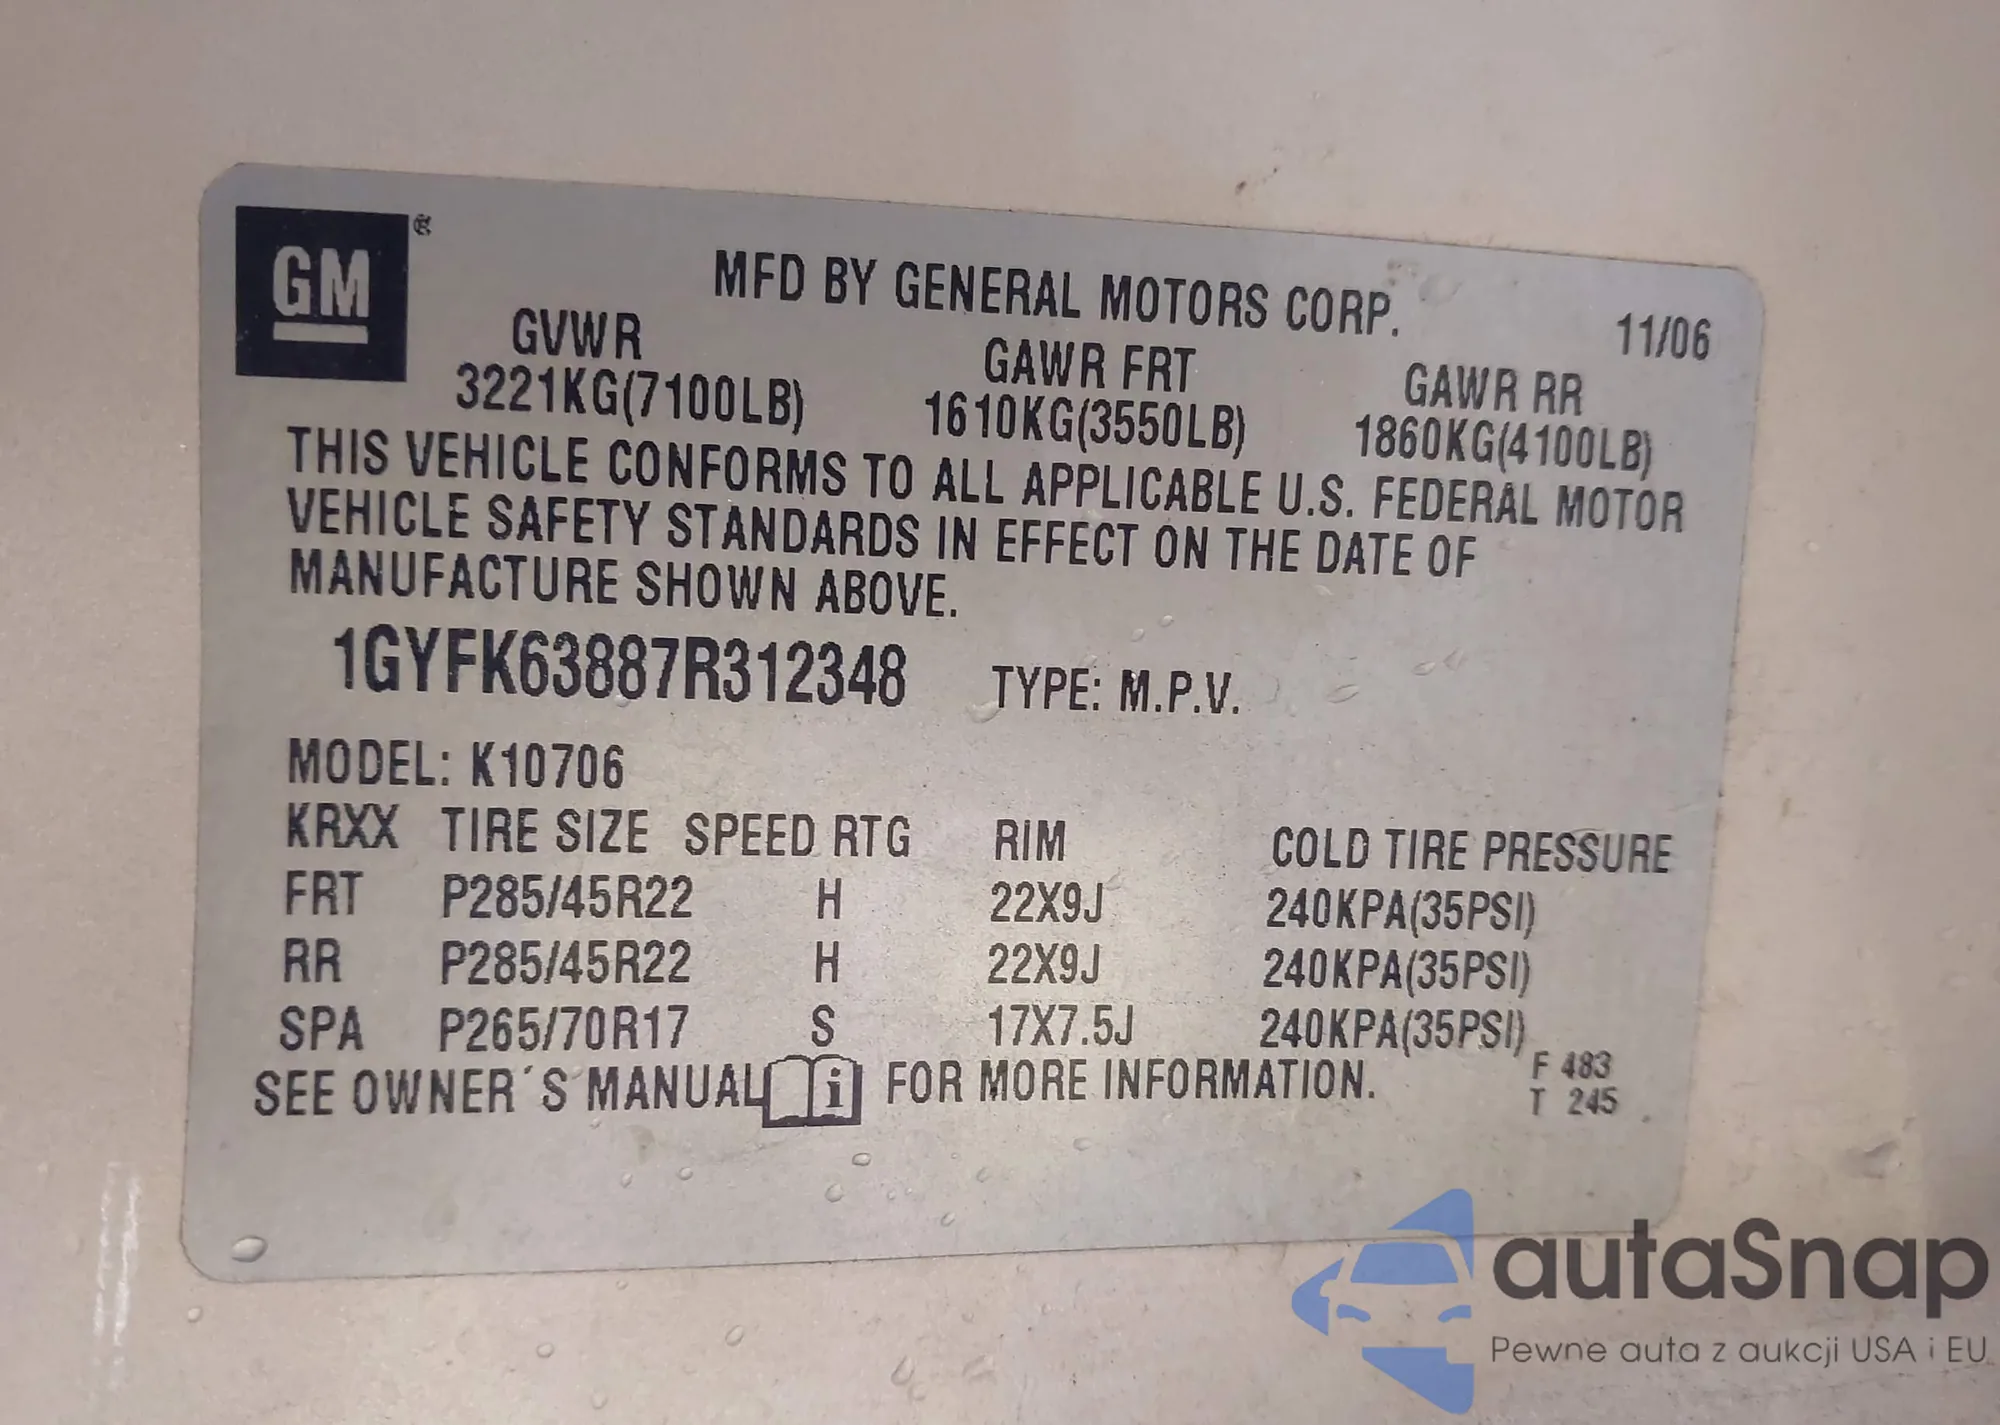 GM ®
MFD BY GENERAL MOTORS CORP.
11/06
GVWR GAWR FRT GAWR RR
3221KG(7100LB) 1610KG(3550LB) 1860KG(4100LB)
THIS VEHICLE CONFORMS TO ALL APPLICABLE U.S. FEDERAL MOTOR
VEHICLE SAFETY STANDARDS IN EFFECT ON THE DATE OF
MANUFACTURE SHOWN ABOVE.
1GYFK63887R312348 TYPE: M.P.V.
MODEL: K10706
KRXX TIRE SIZE SPEED RTG RIM COLD TIRE PRESSURE
FRT P285/45R22 H 22X9J 240KPA(35PSI)
RR P285/45R22 H 22X9J 240KPA(35PSI)
SPA P265/70R17 S 17X7.5J 240KPA(35PSI)
SEE OWNER´S MANUAL i FOR MORE INFORMATION.
F 483
T 245
autaSnap
Pewne auta z aukcji USA i EU